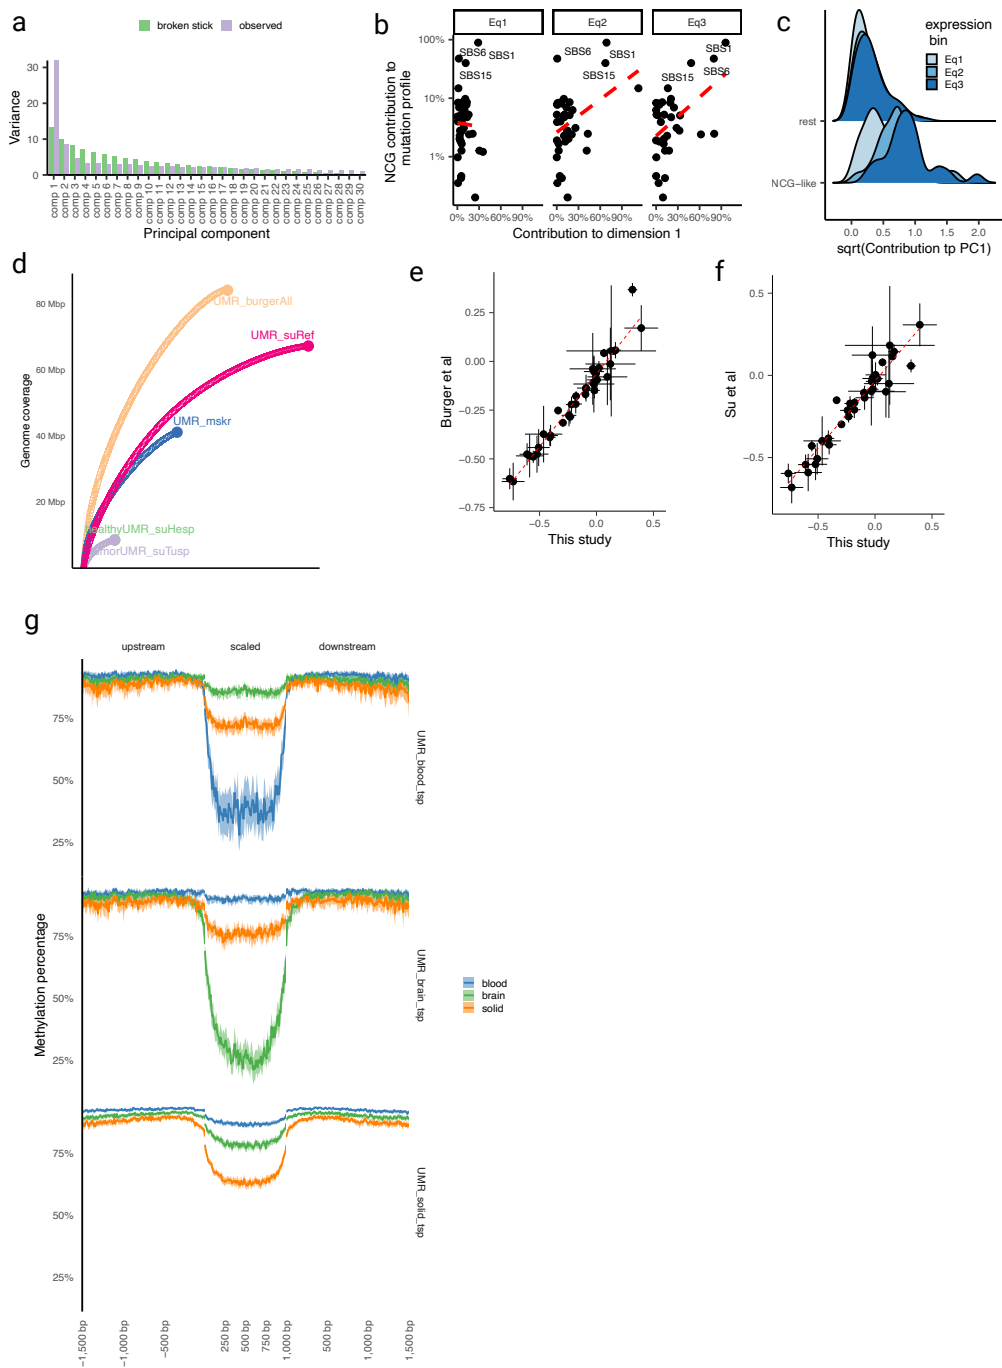 a
broken stick
observed
Variance
30
20
10
0
comp 1
comp 2
comp 3
comp 4
comp 5
comp 6
comp 7
comp 8
comp 9
comp 10
comp 11
comp 12
comp 13
comp 14
comp 15
comp 16
comp 17
comp 18
comp 19
comp 20
comp 21
comp 22
comp 23
comp 24
comp 25
comp 26
comp 27
comp 28
comp 29
comp 30
Principal component
b
Eq1
Eq2
Eq3
NCG contribution to
mutation profile
100%
10%
1%
SBS6
SBS1
SBS15
SBS6
SBS1
SBS15
SBS1
SBS15
SBS6
0%
30%
60%
90%
0%
30%
60%
90%
0%
30%
60%
90%
Contribution to dimension 1
c
expression
bin
Eq1
Eq2
Eq3
rest
NCG−like
0.0
0.5
1.0
1.5
2.0
sqrt(Contribution tp PC1)
d
Genome coverage
80 Mbp
60 Mbp
40 Mbp
20 Mbp
UMR_burgerAll
UMR_suRef
UMR_mskr
HealthyUMR_suHesp
TumorUMR_suTusp
e
Burger et al
0.25
0.00
−0.25
−0.50
−0.75
−0.5
0.0
0.5
This study
f
Su et al
0.5
0.0
−0.5
−0.5
0.0
0.5
This study
g
upstream
scaled
downstream
Methylation percentage
75%
50%
25%
UMR_blood_tsp
75%
50%
25%
UMR_brain_tsp
75%
50%
25%
UMR_solid_tsp
blood
brain
solid
−1,500 bp
−1,000 bp
−500 bp
250 bp
500 bp
750 bp
1,000 bp
500 bp
1,000 bp
1,500 bp